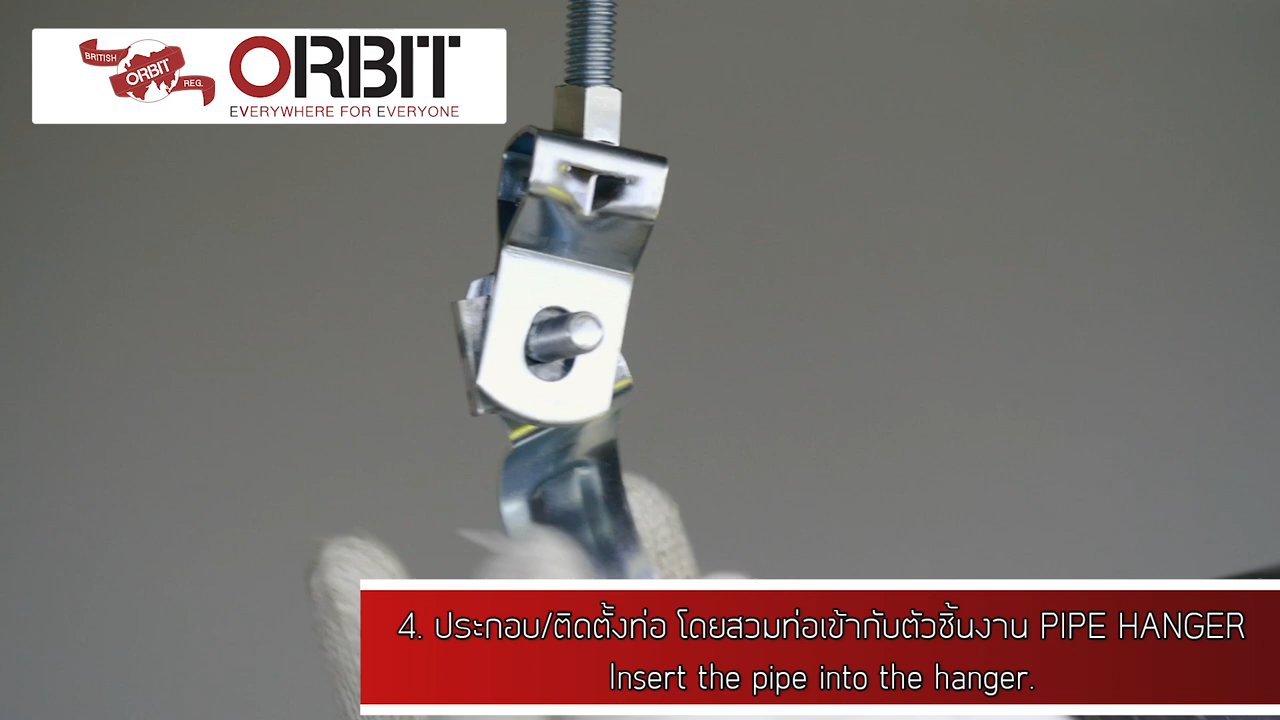 BRITISH
ORBIT
REG.
ORBIT
EVERYWHERE FOR EVERYONE
4. ประกอบ/ติดตั้งท่อ โดยสวมท่อเข้ากับตัวชิ้นงาน PIPE HANGER
Insert the pipe into the hanger.